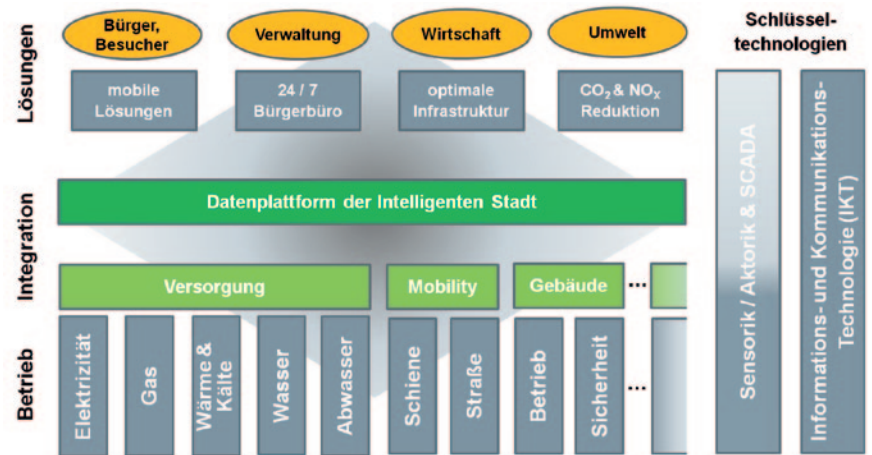 Lösungen
Bürger,
Besucher
Verwaltung
Wirtschaft
Umwelt
mobile
Lösungen
24 / 7
Bürgerbüro
optimale
Infrastruktur
CO₂ & NOₓ
Reduktion
Integration
Datenplattform der Intelligenten Stadt
Versorgung
Mobility
Gebäude
...
Betrieb
Elektrizität
Gas
Wärme &
Kälte
Wasser
Abwasser
Schiene
Straße
Betrieb
Sicherheit
...
Schlüssel-
technologien
Sensorik / Aktorik & SCADA
Informations- und Kommunikations-
Technologie (IKT)